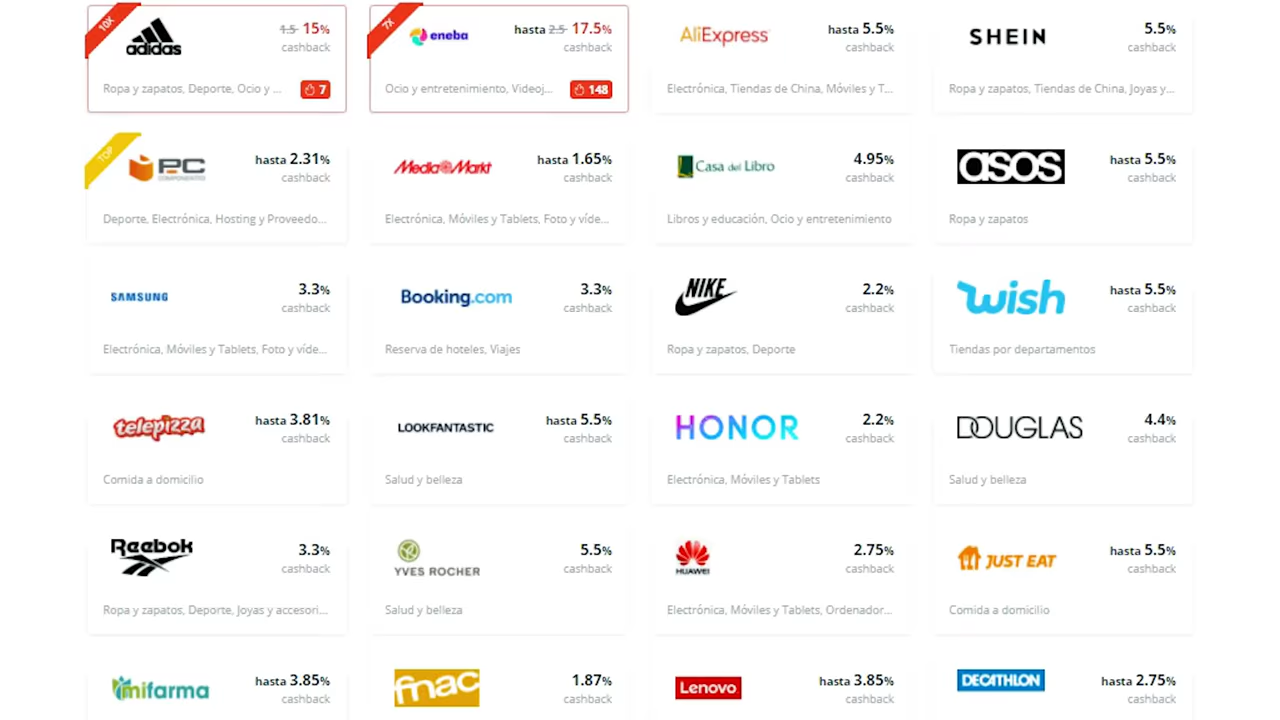 10X
adidas
1.5 15%
cashback
Ropa y zapatos, Deporte, Ocio y ...
7
7X
eneba
hasta 2.5 17.5%
cashback
Ocio y entretenimiento, Videoj...
148
AliExpress
hasta 5.5%
cashback
Electrónica, Tiendas de China, Móviles y T...
SHEIN
5.5%
cashback
Ropa y zapatos, Tiendas de China, Joyas y...
TOP
PC
COMPONENTES
hasta 2.31%
cashback
Deporte, Electrónica, Hosting y Proveedo...
Media Markt
hasta 1.65%
cashback
Electrónica, Móviles y Tablets, Foto y víde...
Casa del Libro
4.95%
cashback
Libros y educación, Ocio y entretenimiento
asos
hasta 5.5%
cashback
Ropa y zapatos
SAMSUNG
3.3%
cashback
Electrónica, Móviles y Tablets, Foto y víde...
Booking.com
3.3%
cashback
Reserva de hoteles, Viajes
NIKE
2.2%
cashback
Ropa y zapatos, Deporte
wish
hasta 5.5%
cashback
Tiendas por departamentos
telepizza
hasta 3.81%
cashback
Comida a domicilio
LOOKFANTASTIC
hasta 5.5%
cashback
Salud y belleza
HONOR
2.2%
cashback
Electrónica, Móviles y Tablets
DOUGLAS
4.4%
cashback
Salud y belleza
Reebok
3.3%
cashback
Ropa y zapatos, Deporte, Joyas y accesori...
YVES ROCHER
5.5%
cashback
Salud y belleza
HUAWEI
2.75%
cashback
Electrónica, Móviles y Tablets, Ordenador...
JUST EAT
hasta 5.5%
cashback
Comida a domicilio
mifarma
hasta 3.85%
cashback
fnac
1.87%
cashback
Lenovo
hasta 3.85%
cashback
DECATHLON
hasta 2.75%
cashback